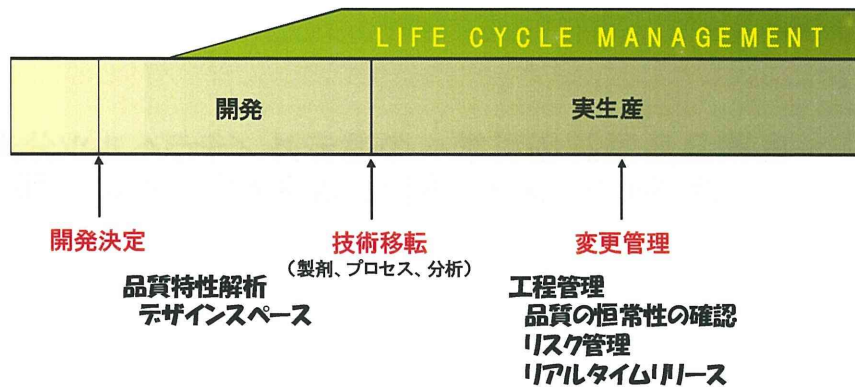 LIFE CYCLE MANAGEMENT
開発
実生産
開発決定
技術移転
(製剤、プロセス、分析)
変更管理
品質特性解析
デザインスペース
工程管理
品質の恒常性の確認
リスク管理
リアルタイムリリース